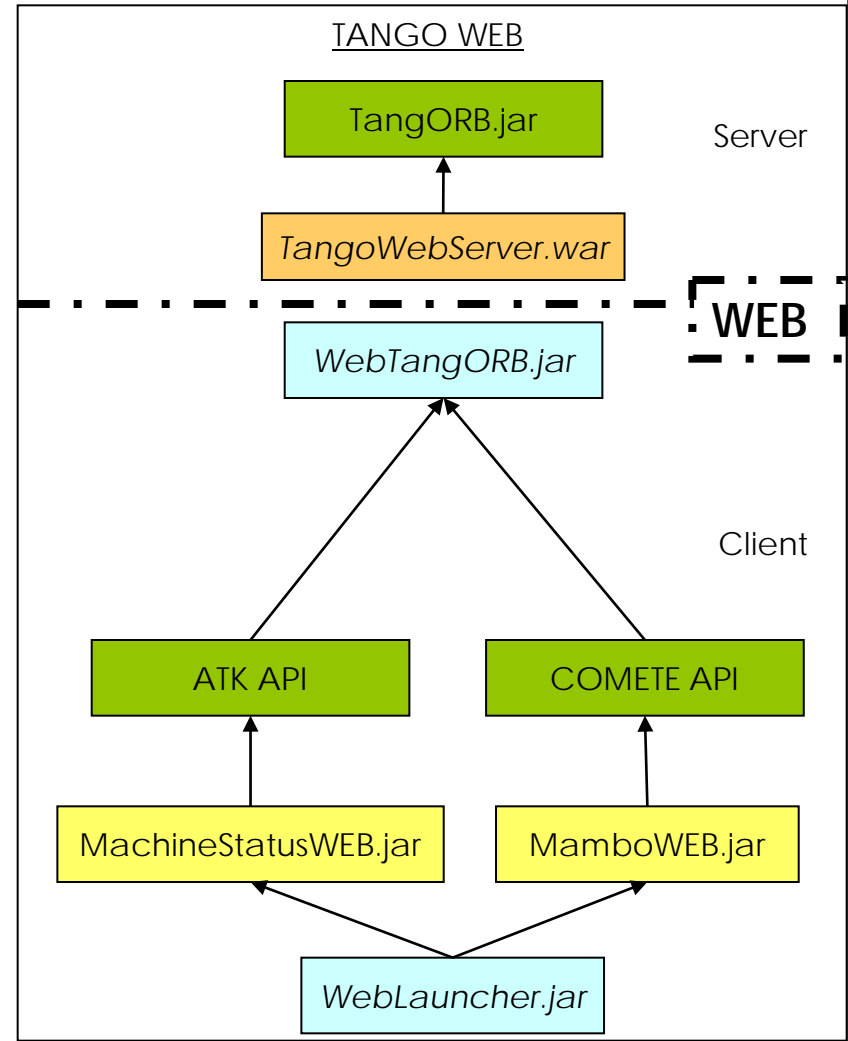 TANGO WEB
TangORB.jar
Server
TangoWebServer.war
WEB
WebTangORB.jar
Client
ATK API
COMETE API
MachineStatusWEB.jar
MamboWEB.jar
WebLauncher.jar